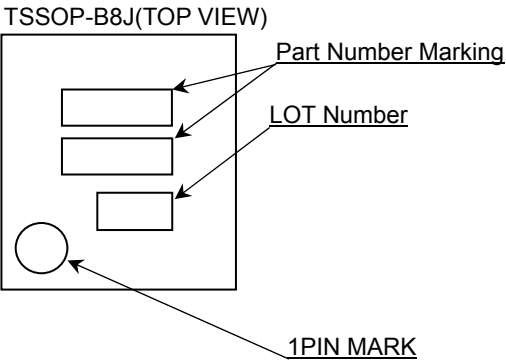 TSSOP-B8J(TOP VIEW)
Part Number Marking
LOT Number
1PIN MARK